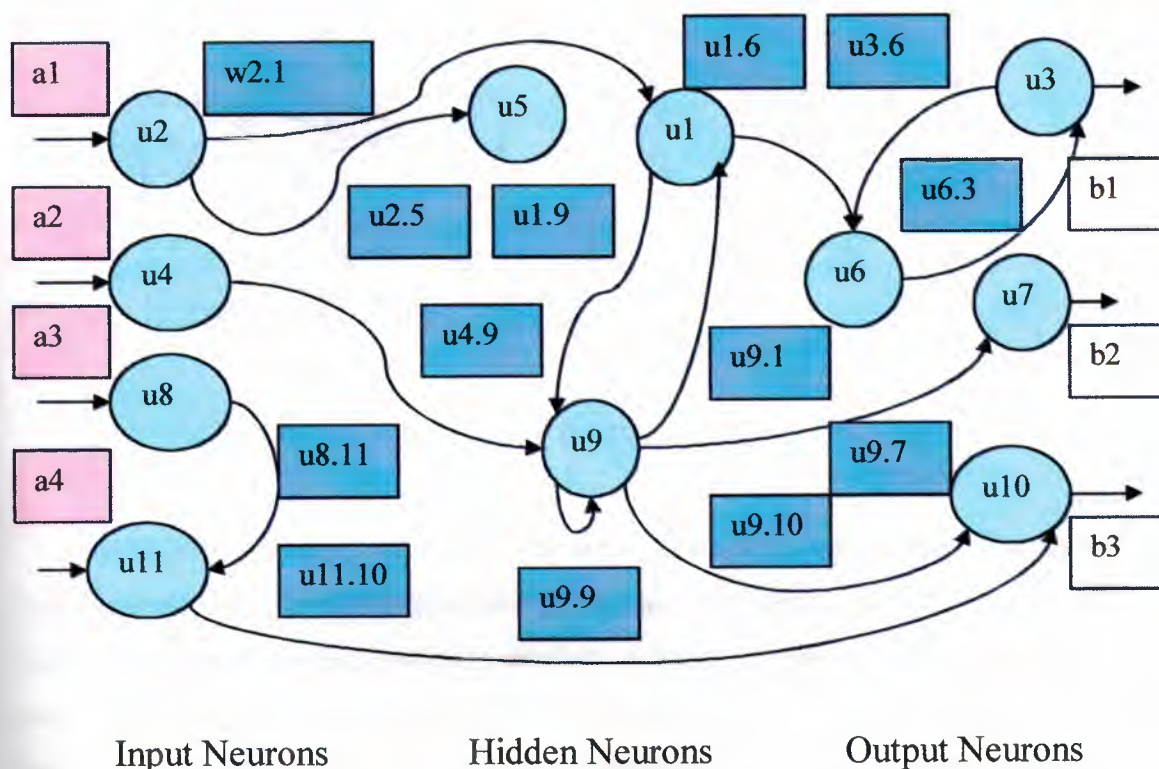 u1.6 u3.6
a1 w2.1 u3
u2 u5 u1
u6.3 b1
a2 u2.5 u1.9
u4 u6 u7
a3 u4.9 u9.1 b2
u8
u9 u9.7
a4 u8.11 u10
u9.10
u11 u11.10 u9.9 b3
Input Neurons Hidden Neurons Output Neurons